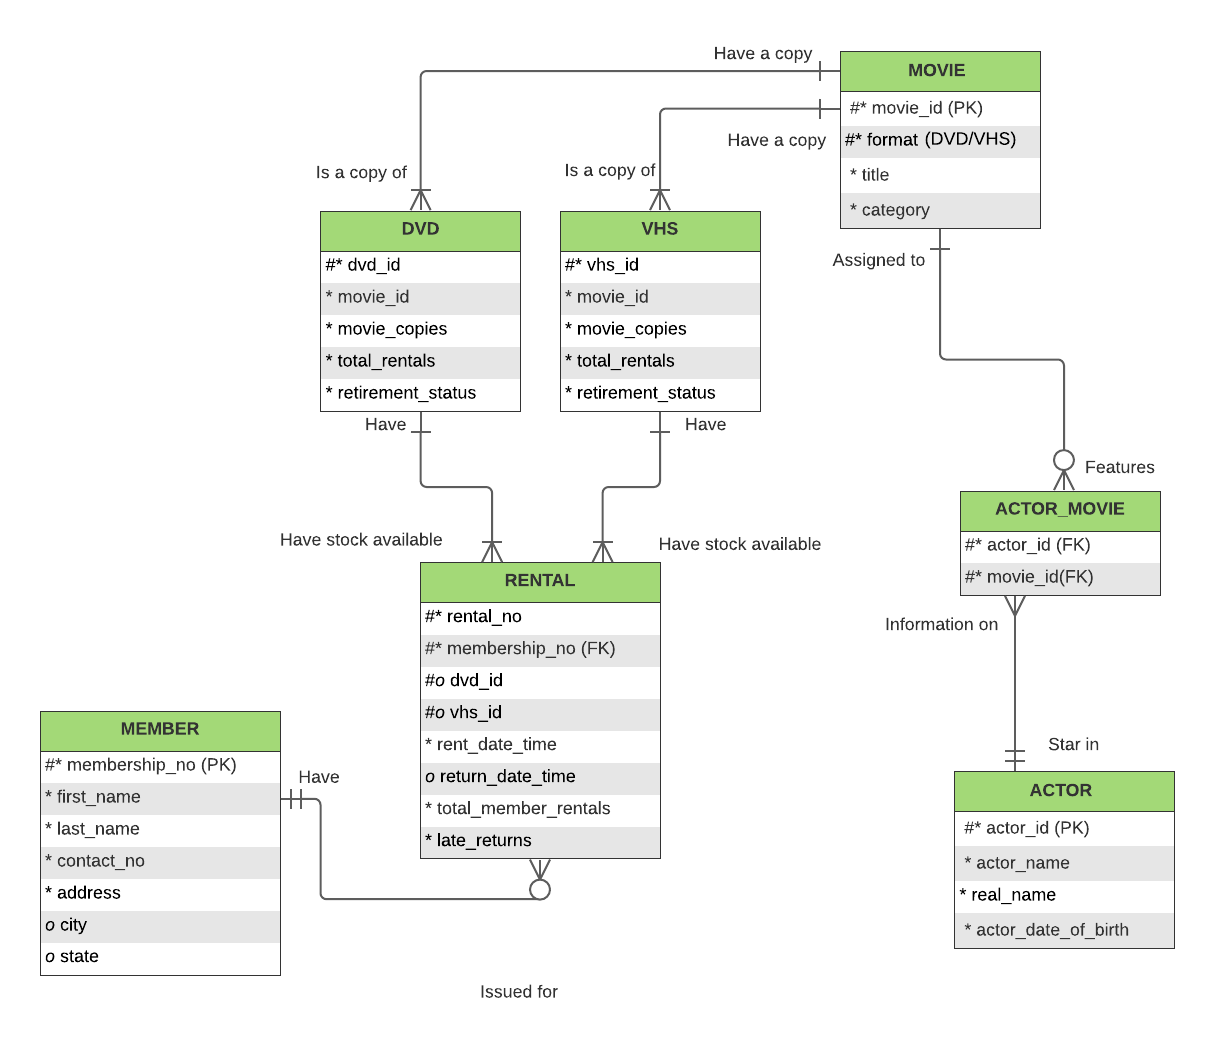 Have a copy
MOVIE
#* movie_id (PK)
#* format (DVD/VHS)
* title
* category
Have a copy
Is a copy of
Is a copy of
Assigned to
DVD
#* dvd_id
* movie_id
* movie_copies
* total_rentals
* retirement_status
VHS
#* vhs_id
* movie_id
* movie_copies
* total_rentals
* retirement_status
Have
Have
Features
ACTOR_MOVIE
#* actor_id (FK)
#* movie_id(FK)
Have stock available
Have stock available
RENTAL
#* rental_no
#* membership_no (FK)
#o dvd_id
#o vhs_id
* rent_date_time
o return_date_time
* total_member_rentals
* late_returns
Information on
Star in
MEMBER
#* membership_no (PK)
* first_name
* last_name
* contact_no
* address
o city
o state
Have
ACTOR
#* actor_id (PK)
* actor_name
* real_name
* actor_date_of_birth
Issued for